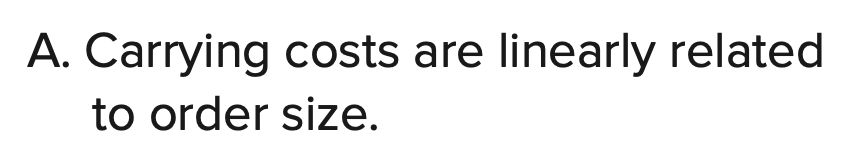 A. Carrying costs are linearly related
to order size.